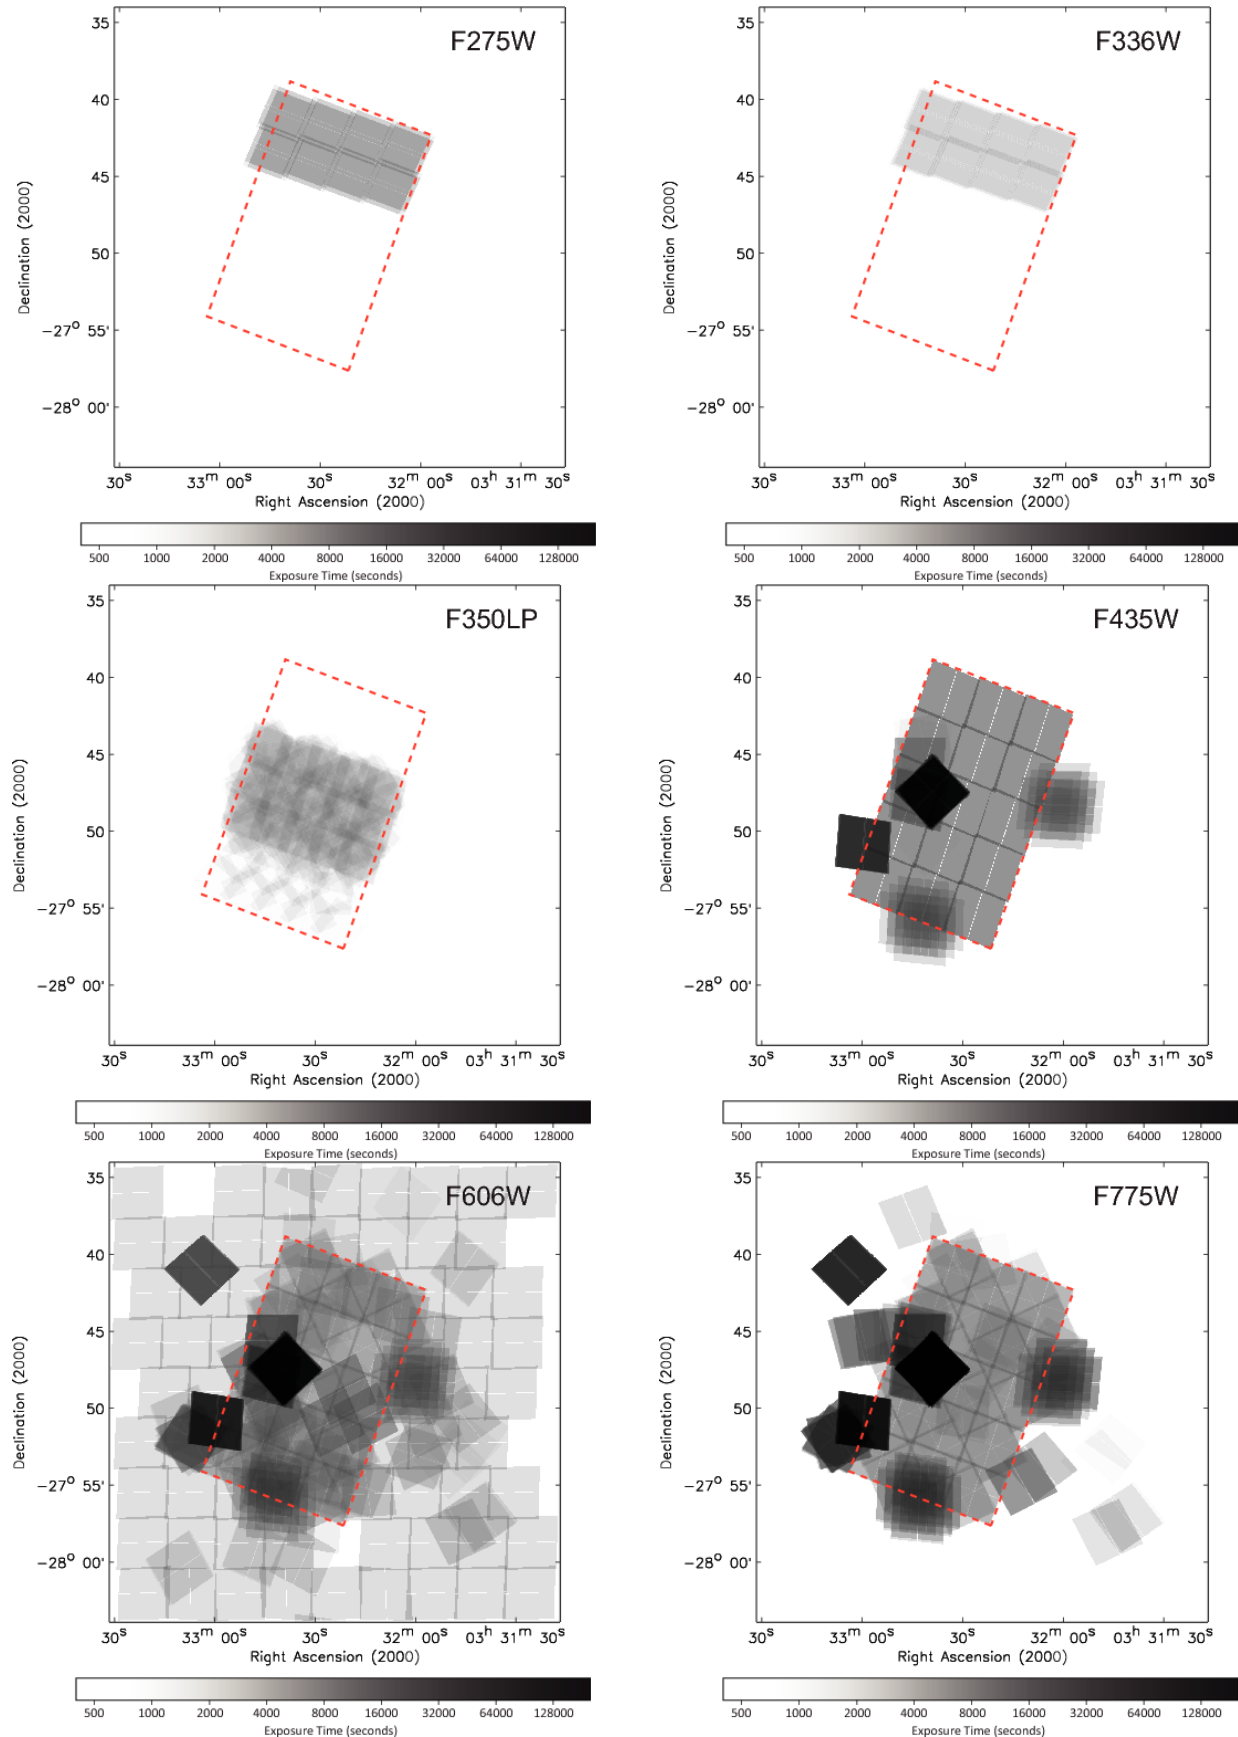 F275W
35
40
45
50
−27° 55'
−28° 00'
Declination (2000)
30s 33m 00s 30s 32m 00s 03h 31m 30s
Right Ascension (2000)
500 1000 2000 4000 8000 16000 32000 64000 128000
Exposure Time (seconds)
F336W
35
40
45
50
−27° 55'
−28° 00'
Declination (2000)
30s 33m 00s 30s 32m 00s 03h 31m 30s
Right Ascension (2000)
500 1000 2000 4000 8000 16000 32000 64000 128000
Exposure Time (seconds)
F350LP
35
40
45
50
−27° 55'
−28° 00'
Declination (2000)
30s 33m 00s 30s 32m 00s 03h 31m 30s
Right Ascension (2000)
500 1000 2000 4000 8000 16000 32000 64000 128000
Exposure Time (seconds)
F435W
35
40
45
50
−27° 55'
−28° 00'
Declination (2000)
30s 33m 00s 30s 32m 00s 03h 31m 30s
Right Ascension (2000)
500 1000 2000 4000 8000 16000 32000 64000 128000
Exposure Time (seconds)
F606W
35
40
45
50
−27° 55'
−28° 00'
Declination (2000)
30s 33m 00s 30s 32m 00s 03h 31m 30s
Right Ascension (2000)
500 1000 2000 4000 8000 16000 32000 64000 128000
Exposure Time (seconds)
F775W
35
40
45
50
−27° 55'
−28° 00'
Declination (2000)
30s 33m 00s 30s 32m 00s 03h 31m 30s
Right Ascension (2000)
500 1000 2000 4000 8000 16000 32000 64000 128000
Exposure Time (seconds)